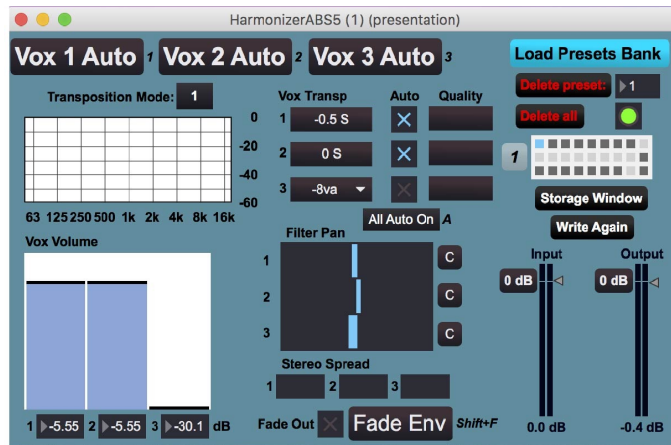 HarmonizerABS5 (1) (presentation)
Vox 1 Auto 1 Vox 2 Auto 2 Vox 3 Auto 3
Load Presets Bank
Delete preset: 1
Delete all
Transposition Mode: 1
0
-20
-40
-60
63 125 250 500 1k 2k 4k 8k 16k
Vox Transp Auto Quality
1 -0.5 S
2 0 S
3 -8va
All Auto On A
1
Storage Window
Write Again
Vox Volume
1 -5.55 2 -5.55 3 -30.1 dB
Filter Pan
1 C
2 C
3 C
Stereo Spread
1 2 3
Fade Out Fade Env Shift+F
Input Output
0 dB 0 dB
0.0 dB -0.4 dB